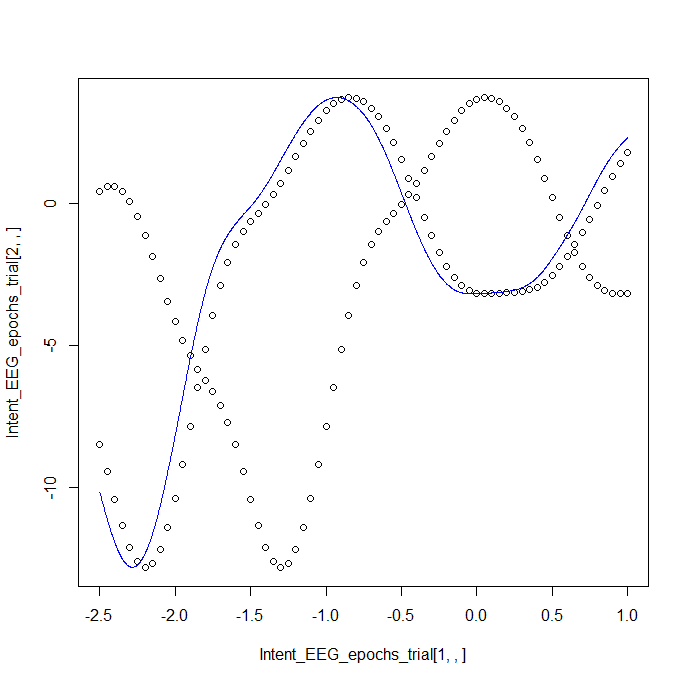 Intent_EEG_epochs_trial[2, , ]
0
-5
-10
-2.5 -2.0 -1.5 -1.0 -0.5 0.0 0.5 1.0
Intent_EEG_epochs_trial[1, , ]